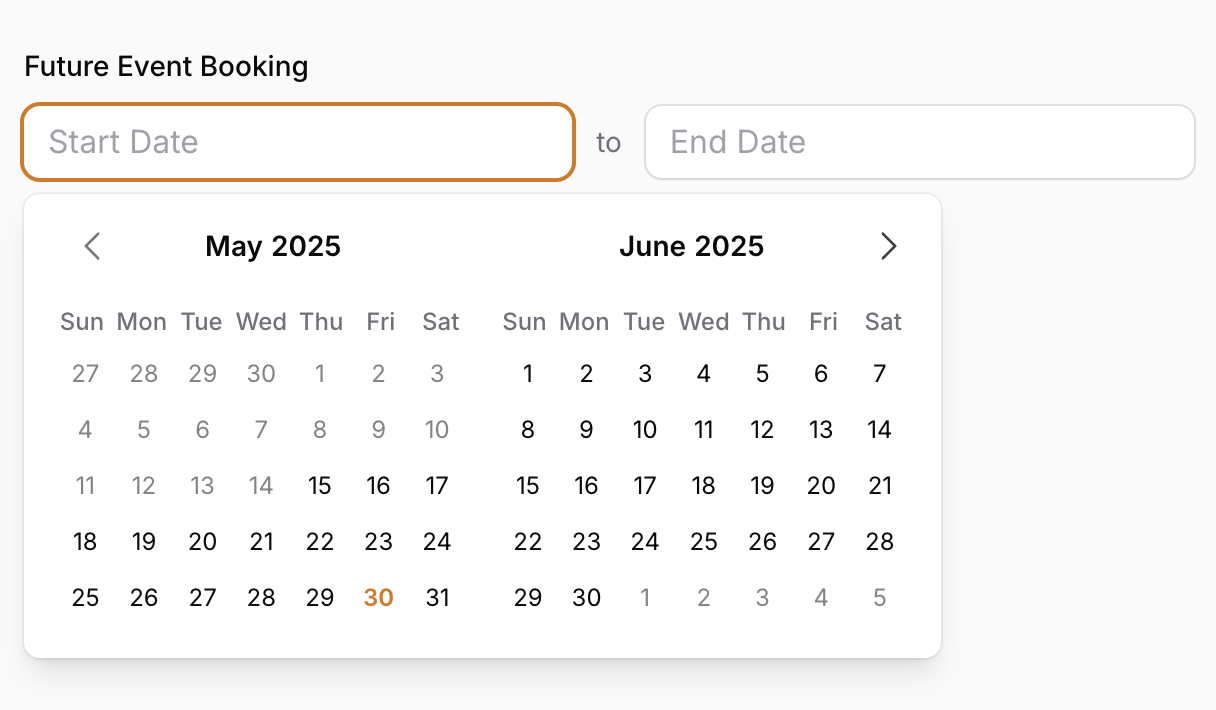 Future Event Booking
Start Date to End Date
May 2025 June 2025
Sun Mon Tue Wed Thu Fri Sat Sun Mon Tue Wed Thu Fri Sat
27 28 29 30 1 2 3 1 2 3 4 5 6 7
4 5 6 7 8 9 10 8 9 10 11 12 13 14
11 12 13 14 15 16 17 15 16 17 18 19 20 21
18 19 20 21 22 23 24 22 23 24 25 26 27 28
25 26 27 28 29 30 31 29 30 1 2 3 4 5